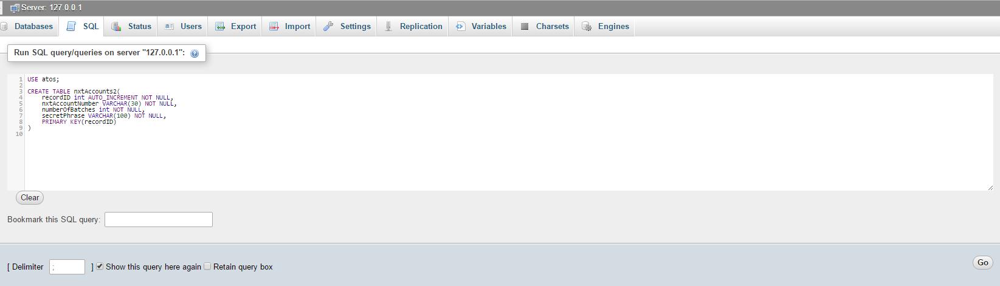 Server: 127.0.0.1
Databases SQL Status Users Export Import Settings Replication Variables Charsets Engines
Run SQL query/queries on server "127.0.0.1":
1 USE atos;
2
3 CREATE TABLE nxtAccounts2(
4 recordID int AUTO_INCREMENT NOT NULL,
5 nxtAccountNumber VARCHAR(30) NOT NULL,
6 numberOfBatches int NOT NULL,
7 secretPhrase VARCHAR(100) NOT NULL,
8 PRIMARY KEY(recordID)
9 )
10
Clear
Bookmark this SQL query:
[ Delimiter ; ] Show this query here again Retain query box
Go